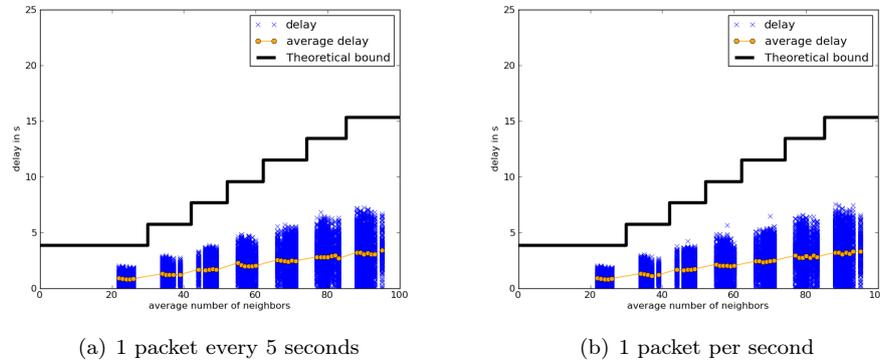 25
20
15
10
5
0
delay in s
0 20 40 60 80 100
average number of neighbors
delay
average delay
Theoretical bound
(a) 1 packet every 5 seconds
25
20
15
10
5
0
delay in s
0 20 40 60 80 100
average number of neighbors
delay
average delay
Theoretical bound
(b) 1 packet per second